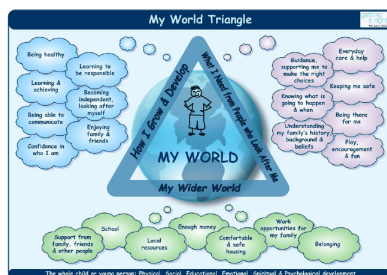 My World Triangle
Being healthy
Learning to
be responsible
Learning &
achieving
Becoming
independent,
looking after
myself
Being able to
communicate
Enjoying
family &
friends
Confidence in
who I am
How I Grow & Develop
What I Need from People who Look After Me
MY WORLD
My Wider World
Guidance,
supporting me to
make the right
choices
Everyday
care & help
Keeping me safe
Knowing what is
going to happen
& when
Being there
for me
Understanding
my family's history,
background &
beliefs
Play,
encouragement
& fun
Support from
family, friends
& other people
School
Local
resources
Enough money
Comfortable
& safe
housing
Work
opportunities for
my family
Belonging
The whole child or young person: Physical, Social, Educational, Emotional, Spiritual & Psychological development